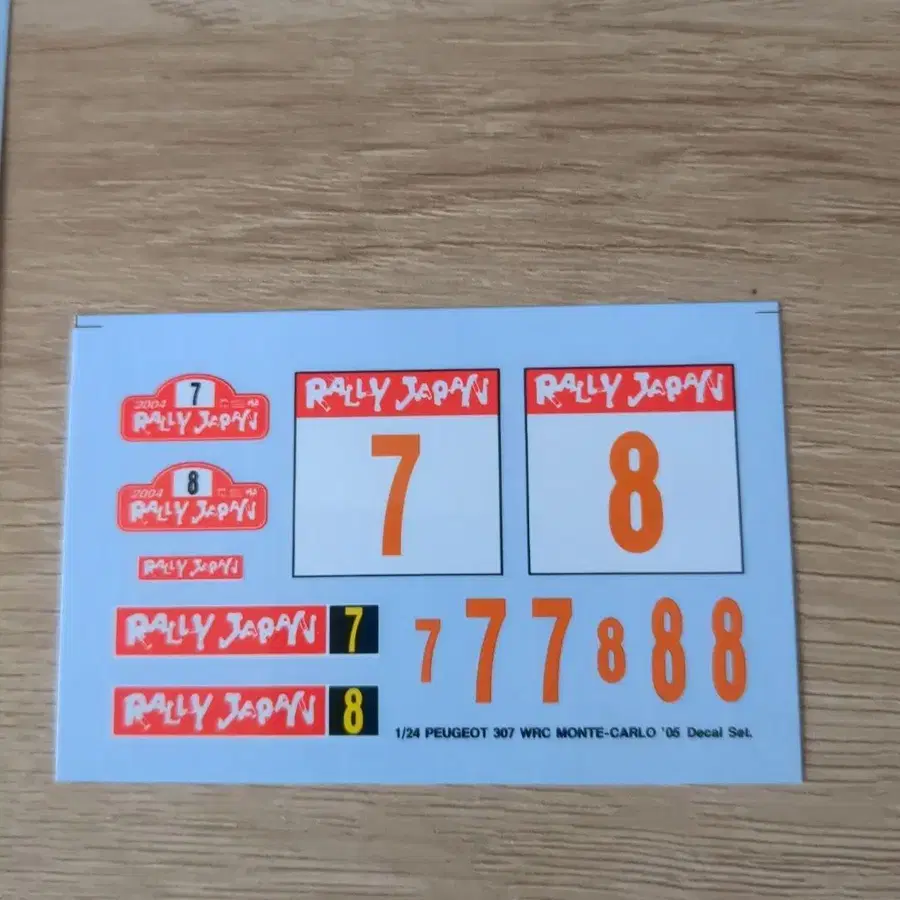 7
2004
RALLY JAPAN
8
2004
RALLY JAPAN
RALLY JAPAN
RALLY JAPAN 7
RALLY JAPAN 8
RALLY JAPAN
7
RALLY JAPAN
8
7 7 7 8 8 8
1/24 PEUGEOT 307 WRC MONTE-CARLO '05 Decal Set.